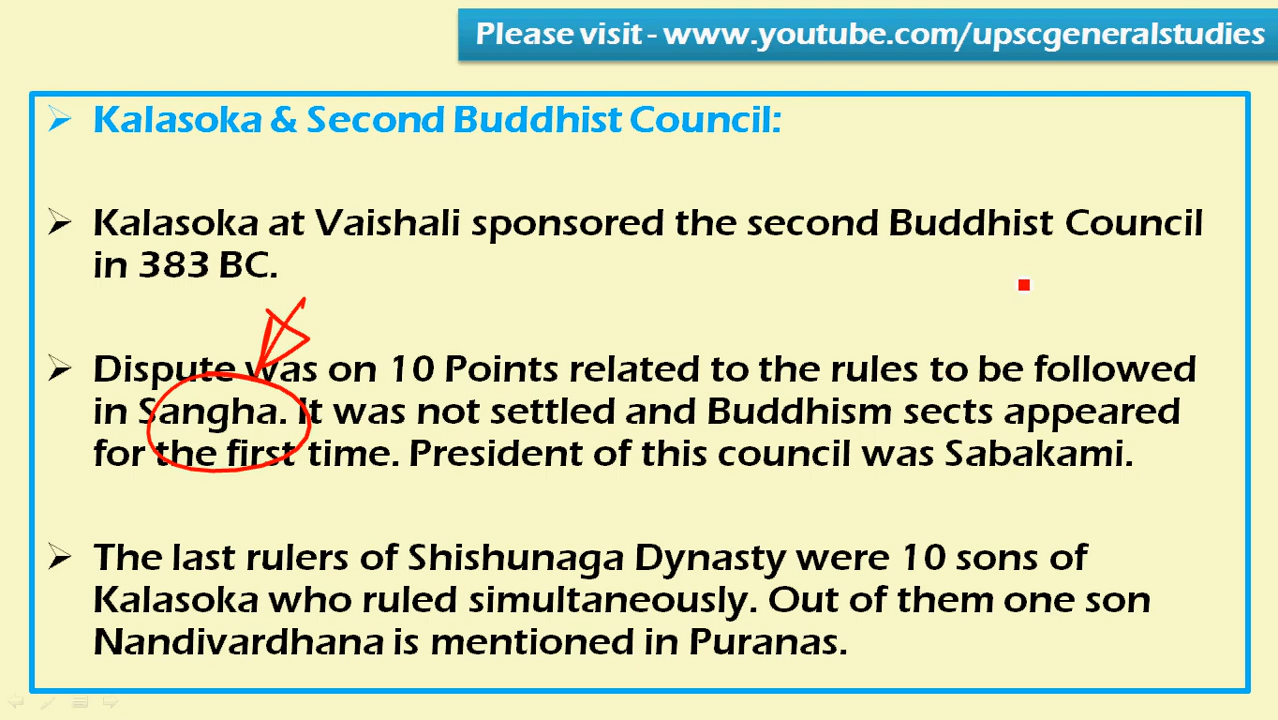 Please visit - www.youtube.com/upscgeneralstudies
Kalasoka & Second Buddhist Council:
Kalasoka at Vaishali sponsored the second Buddhist Council
in 383 BC.
Dispute was on 10 Points related to the rules to be followed
in Sangha. It was not settled and Buddhism sects appeared
for the first time. President of this council was Sabakami.
The last rulers of Shishunaga Dynasty were 10 sons of
Kalasoka who ruled simultaneously. Out of them one son
Nandivardhana is mentioned in Puranas.